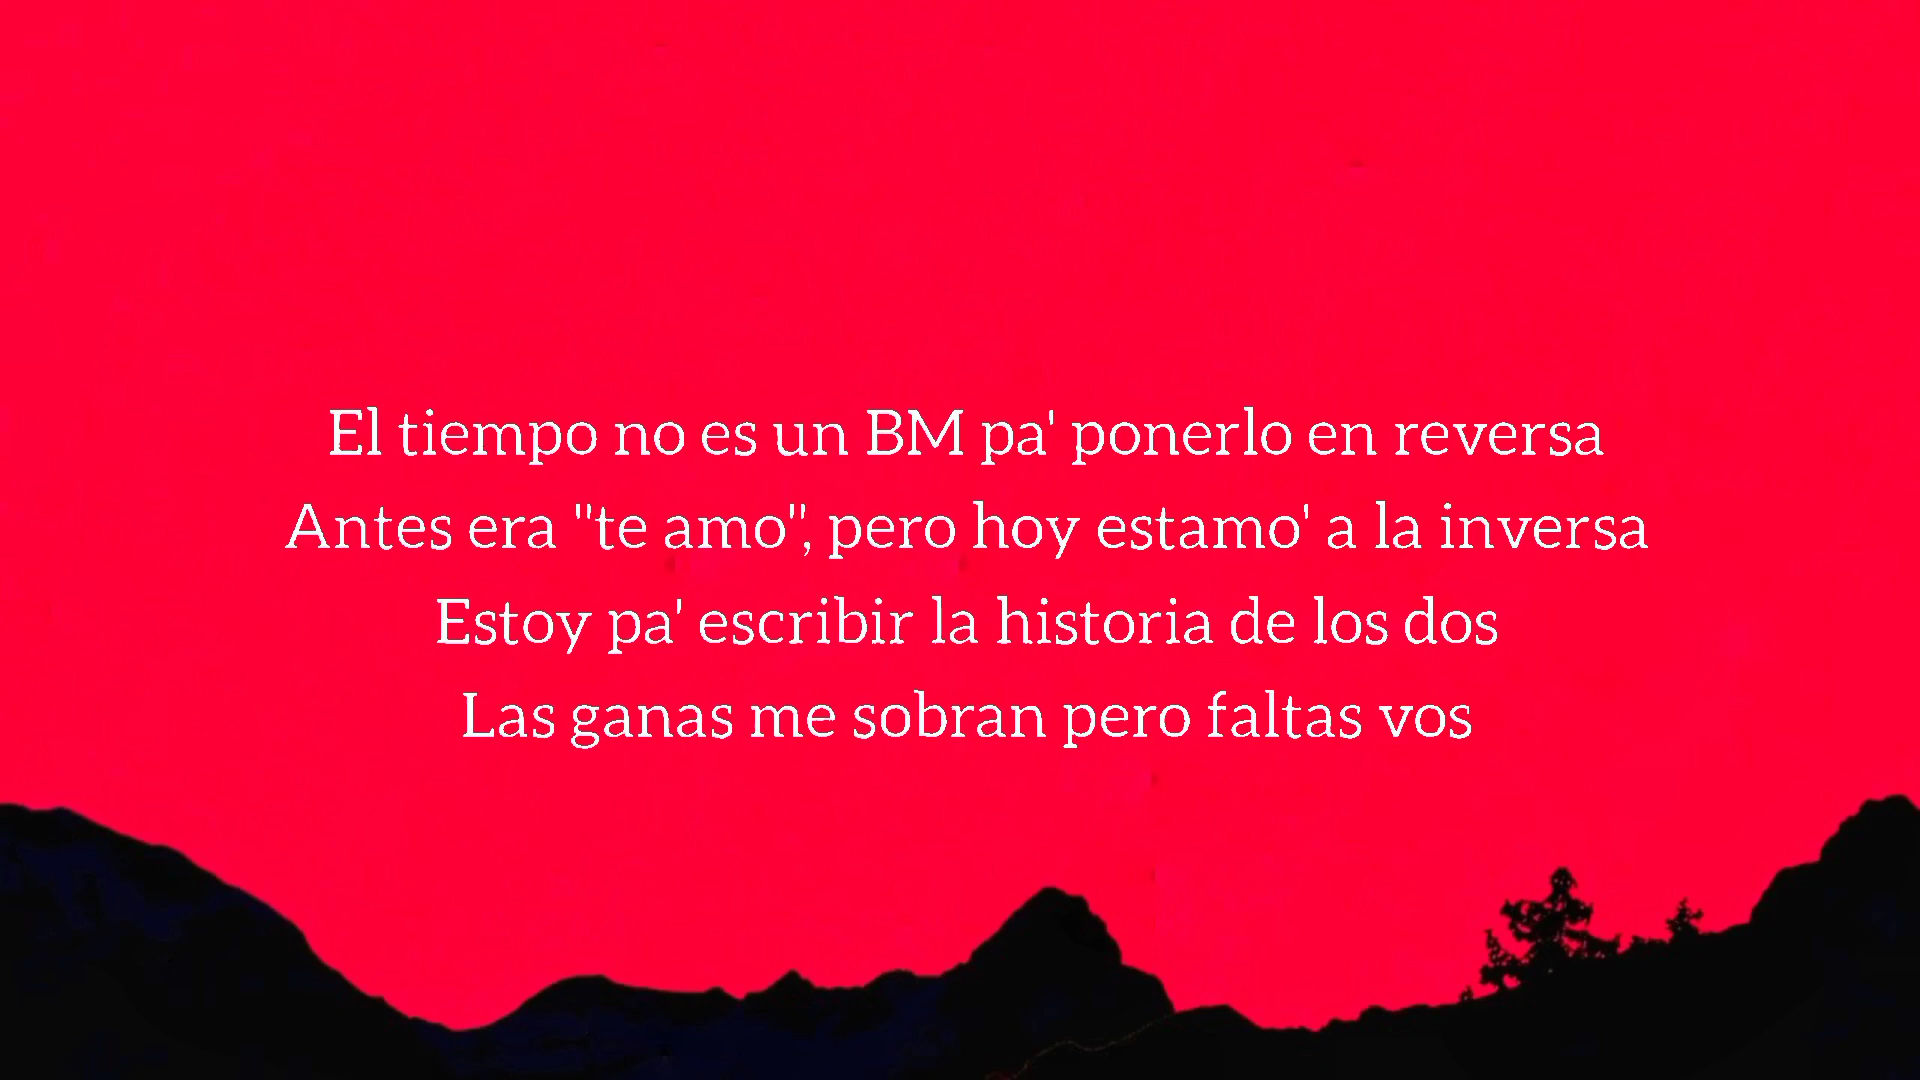 El tiempo no es un BM pa' ponerlo en reversa
Antes era "te amo", pero hoy estamo' a la inversa
Estoy pa' escribir la historia de los dos
Las ganas me sobran pero faltas vos